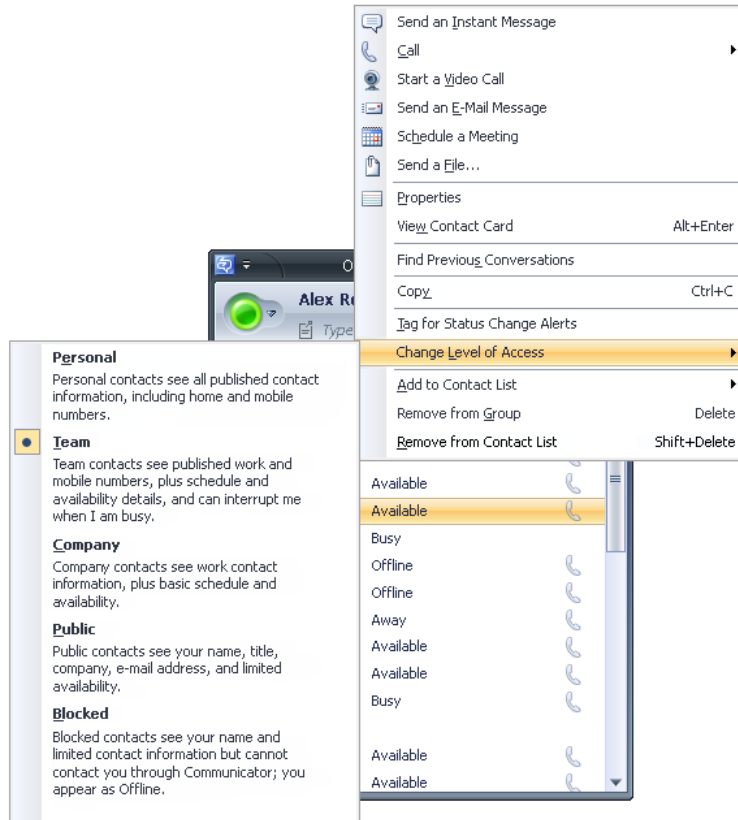 Send an Instant Message
Call
Start a Video Call
Send an E-Mail Message
Schedule a Meeting
Send a File...
Properties
View Contact Card Alt+Enter
Find Previous Conversations
Copy Ctrl+C
Tag for Status Change Alerts
Change Level of Access
Add to Contact List
Remove from Group Delete
Remove from Contact List Shift+Delete
Alex
Type
Personal
Personal contacts see all published contact
information, including home and mobile
numbers.
Team
Team contacts see published work and
mobile numbers, plus schedule and
availability details, and can interrupt me
when I am busy.
Company
Company contacts see work contact
information, plus basic schedule and
availability.
Public
Public contacts see your name, title,
company, e-mail address, and limited
availability.
Blocked
Blocked contacts see your name and
limited contact information but cannot
contact you through Communicator; you
appear as Offline.
Available
Available
Busy
Offline
Offline
Away
Available
Available
Busy
Available
Available